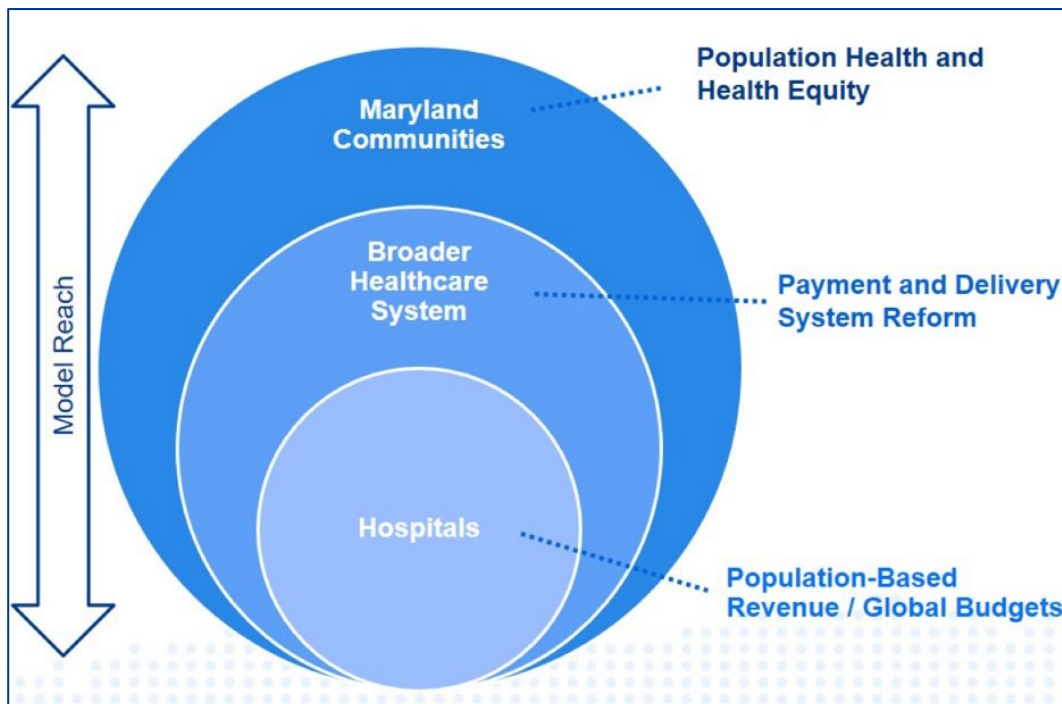 Population Health and
Health Equity
Maryland
Communities
Broader
Healthcare
System
Payment and Delivery
System Reform
Model Reach
Hospitals
Population-Based
Revenue / Global Budgets